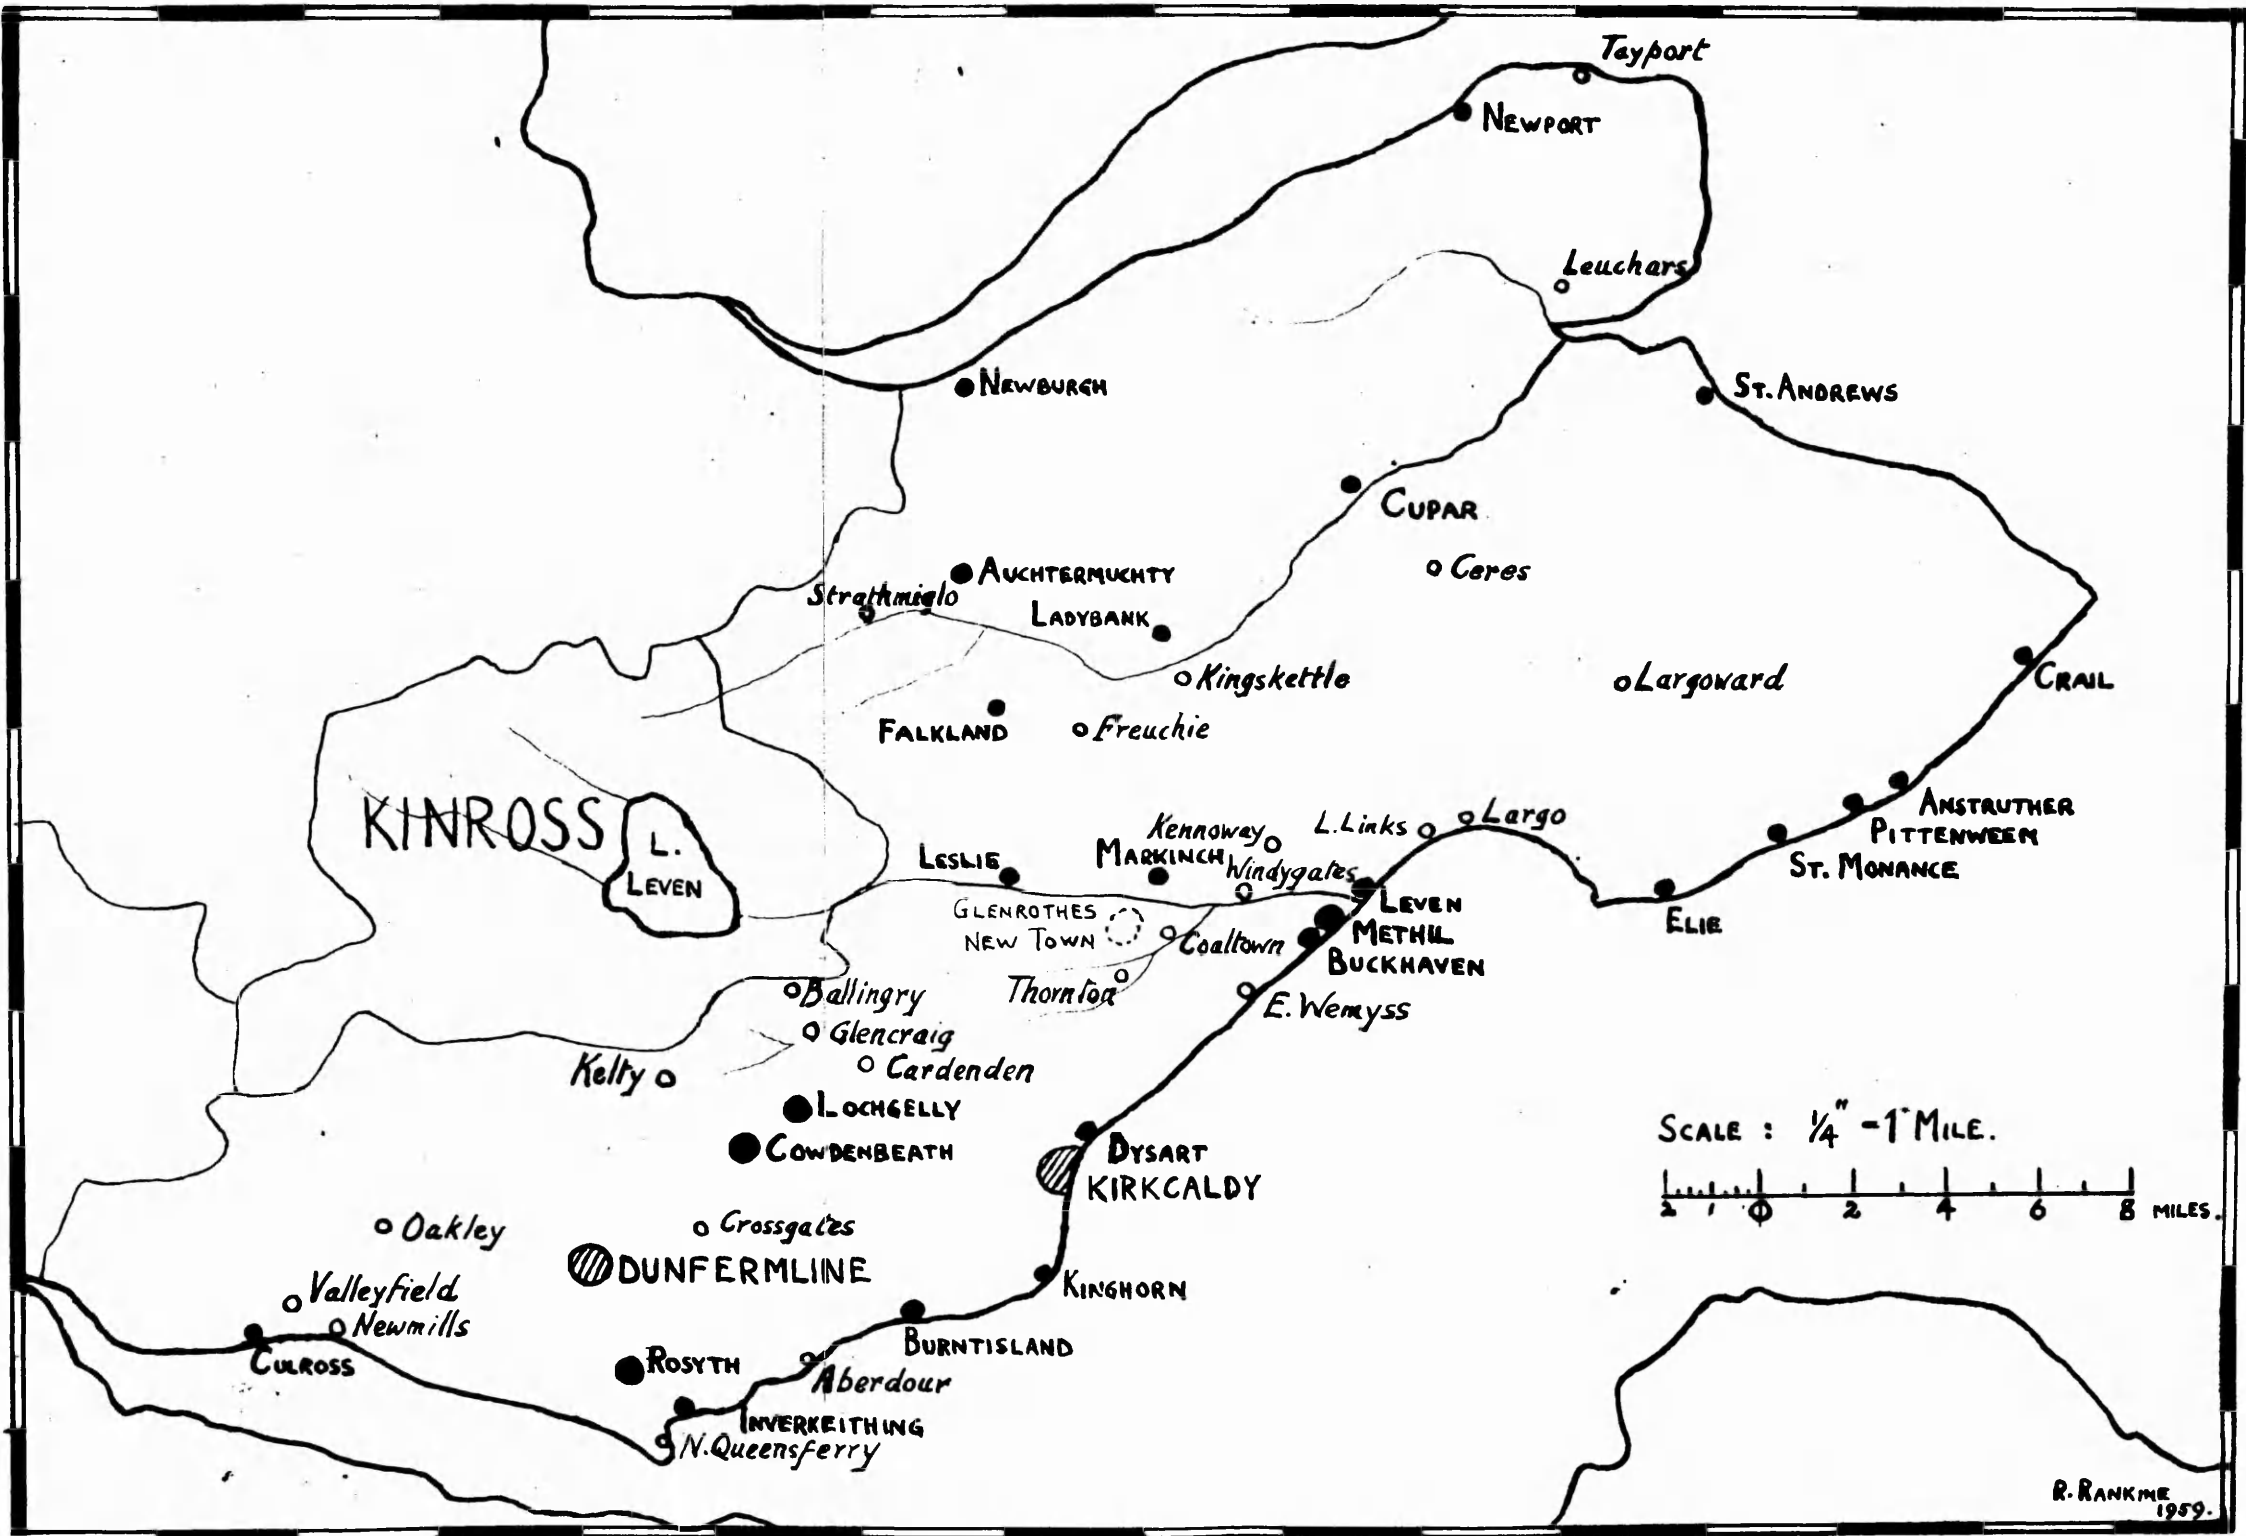 Tayport
NEWPORT
Leuchars
NEWBURGH
ST. ANDREWS
CUPAR
Ceres
AUCHTERMUCHTY
Strathmiglo
LADYBANK
Kingskettle
Largoward
CRAIL
FALKLAND
Freuchie
KINROSS
L.
LEVEN
ANSTRUTHER
PITTENWEEM
ST. MONANCE
ELIE
Largo
L. Links
Kennoway
MARKINCH
Windygates
LESLIE
LEVEN
METHIL
BUCKHAVEN
GLENROTHES
NEW TOWN
Coaltown
Thornton
E. Wemyss
Ballingry
Glencraig
Cardenden
Kelty
LOCHGELLY
COWDENBEATH
DYSART
KIRKCALDY
SCALE : ¼" = 1 MILE.
2 1 0 2 4 6 8 MILES.
Oakley
Crossgates
DUNFERMLINE
Valleyfield
Newmills
CULROSS
KINGHORN
BURNTISLAND
ROSYTH
Aberdour
INVERKEITHING
N. Queensferry
R. RANKINE
1959.